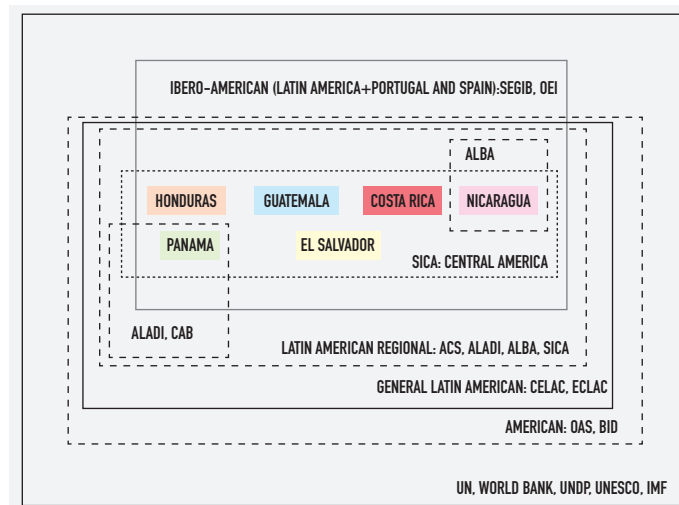 IBERO-AMERICAN (LATIN AMERICA+PORTUGAL AND SPAIN):SEGIB, OEI
ALBA
HONDURAS
GUATEMALA
COSTA RICA
NICARAGUA
PANAMA
EL SALVADOR
SICA: CENTRAL AMERICA
ALADI, CAB
LATIN AMERICAN REGIONAL: ACS, ALADI, ALBA, SICA
GENERAL LATIN AMERICAN: CELAC, ECLAC
AMERICAN: OAS, BID
UN, WORLD BANK, UNDP, UNESCO, IMF